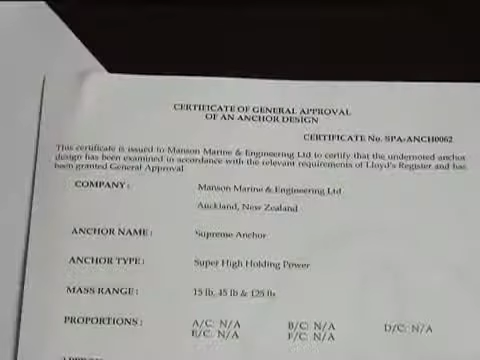 CERTIFICATE OF GENERAL APPROVAL
OF AN ANCHOR DESIGN
CERTIFICATE No. SPA-ANCH0062
This certificate is issued to Manson Marine & Engineering Ltd to certify that the undernoted anchor
design has been examined in accordance with the relevant requirements of Lloyd's Register and has
been granted General Approval
COMPANY: Manson Marine & Engineering Ltd
Auckland, New Zealand
ANCHOR NAME: Supreme Anchor
ANCHOR TYPE: Super High Holding Power
MASS RANGE: 15 lb, 45 lb & 125 lb
PROPORTIONS: A/C: N/A B/C: N/A D/C: N/A
E/C: N/A F/C: N/A